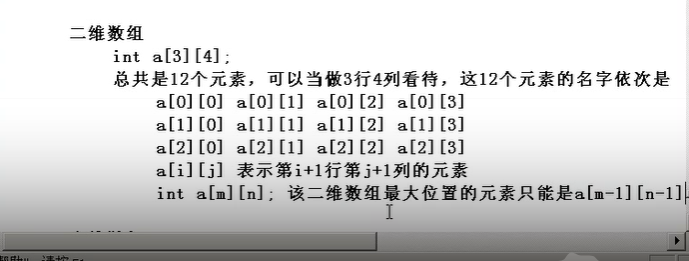 二维数组
int a[3][4];
总共是12个元素，可以当做3行4列看待，这12个元素的名字依次是
a[0][0] a[0][1] a[0][2] a[0][3]
a[1][0] a[1][1] a[1][2] a[1][3]
a[2][0] a[2][1] a[2][2] a[2][3]
a[i][j] 表示第i+1行第j+1列的元素
int a[m][n]; 该二维数组最大位置的元素只能是a[m-1][n-1]